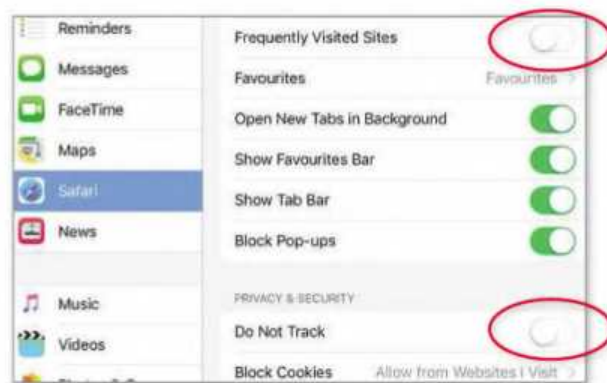 Reminders
Messages
FaceTime
Maps
Safari
News
Music
Videos
Frequently Visited Sites
Favourites Favourites >
Open New Tabs in Background
Show Favourites Bar
Show Tab Bar
Block Pop-ups
PRIVACY & SECURITY
Do Not Track
Block Cookies Allow from Websites I Visit >